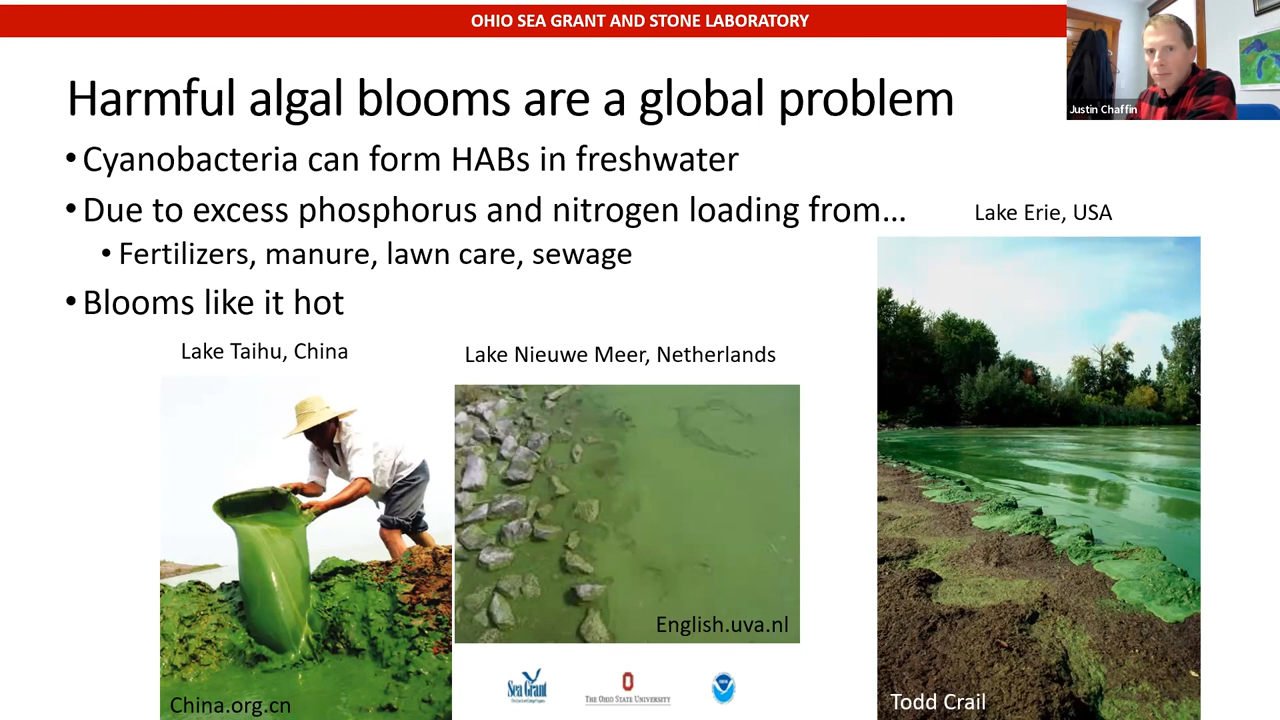 OHIO SEA GRANT AND STONE LABORATORY
Justin Chaffin
Harmful algal blooms are a global problem
•Cyanobacteria can form HABs in freshwater
•Due to excess phosphorus and nitrogen loading from...
•Fertilizers, manure, lawn care, sewage
•Blooms like it hot
Lake Erie, USA
Lake Taihu, China
Lake Nieuwe Meer, Netherlands
English.uva.nl
China.org.cn
Todd Crail
Sea Grant
THE OHIO STATE UNIVERSITY